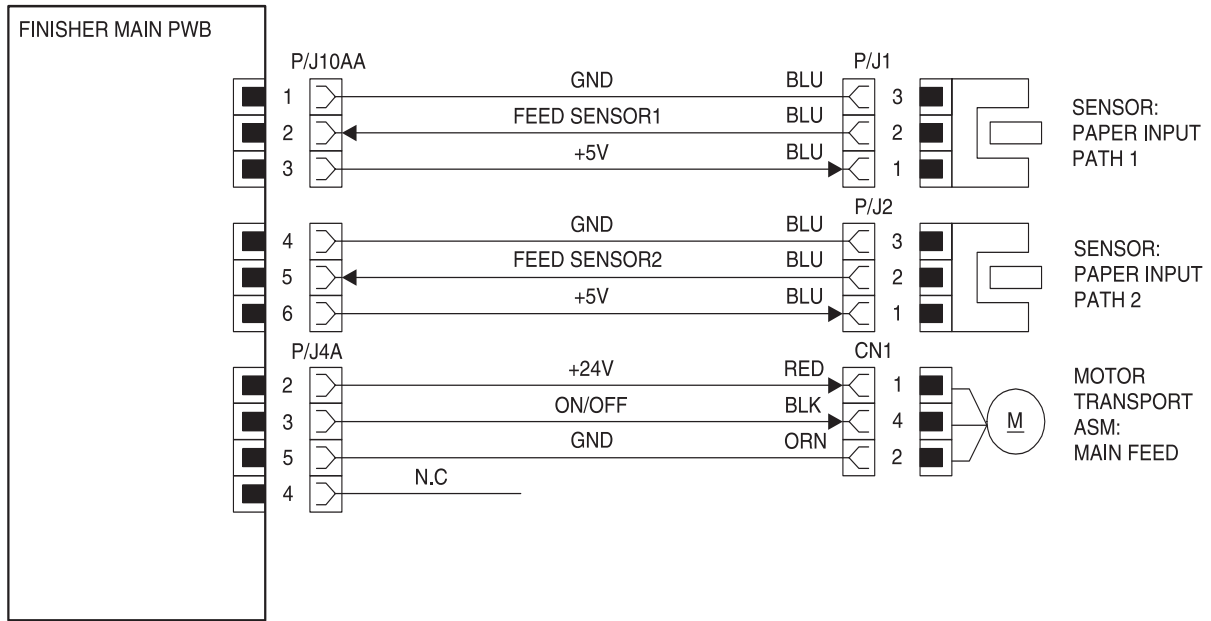 FINISHER MAIN PWB
P/J10AA
P/J1
1 GND BLU 3
2 FEED SENSOR1 BLU 2
3 +5V BLU 1
SENSOR:
PAPER INPUT
PATH 1
P/J2
4 GND BLU 3
5 FEED SENSOR2 BLU 2
6 +5V BLU 1
SENSOR:
PAPER INPUT
PATH 2
P/J4A
CN1
2 +24V RED 1
3 ON/OFF BLK 4
5 GND ORN 2
4 N.C
M
MOTOR
TRANSPORT
ASM:
MAIN FEED